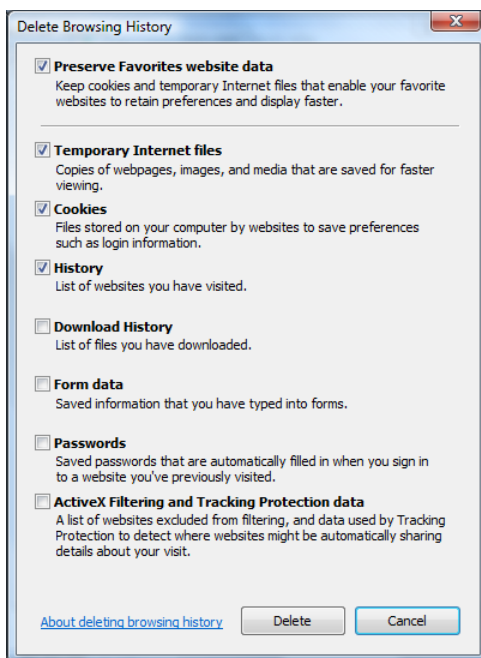 Delete Browsing History
Preserve Favorites website data
Keep cookies and temporary Internet files that enable your favorite
websites to retain preferences and display faster.
Temporary Internet files
Copies of webpages, images, and media that are saved for faster
viewing.
Cookies
Files stored on your computer by websites to save preferences
such as login information.
History
List of websites you have visited.
Download History
List of files you have downloaded.
Form data
Saved information that you have typed into forms.
Passwords
Saved passwords that are automatically filled in when you sign in
to a website you've previously visited.
ActiveX Filtering and Tracking Protection data
A list of websites excluded from filtering, and data used by Tracking
Protection to detect where websites might be automatically sharing
details about your visit.
About deleting browsing history Delete Cancel